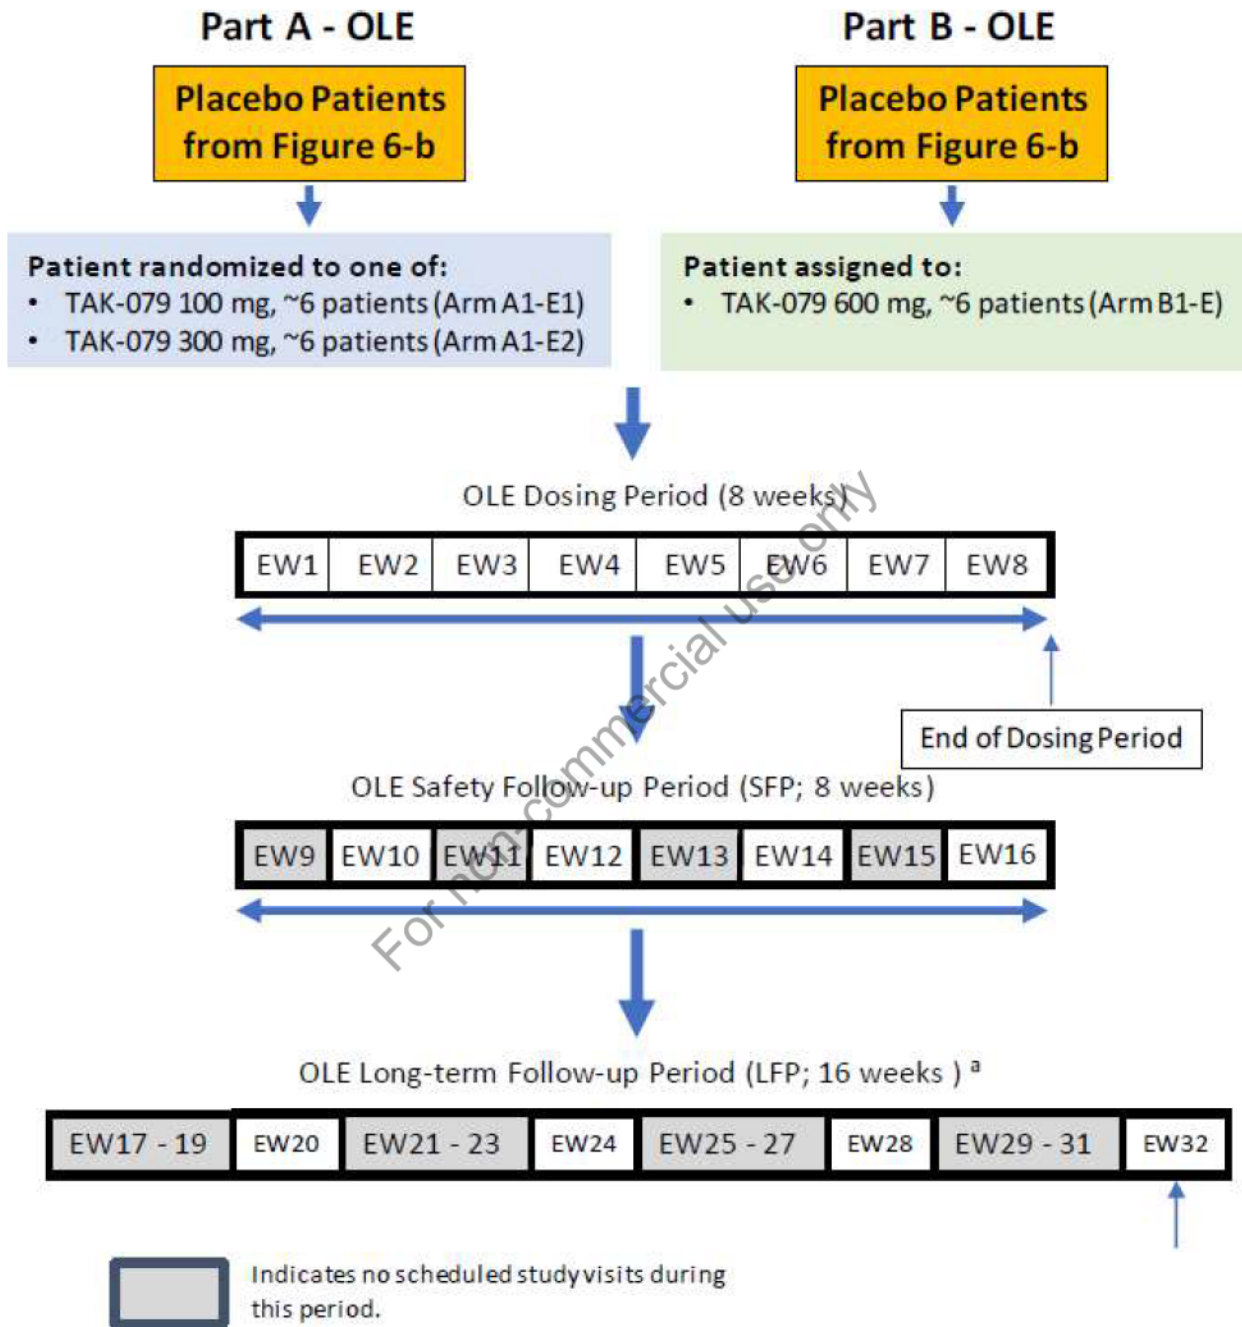 Part A - OLE
Part B - OLE
Placebo Patients
from Figure 6-b
Placebo Patients
from Figure 6-b
Patient randomized to one of:
• TAK-079 100 mg, ~6 patients (Arm A1-E1)
• TAK-079 300 mg, ~6 patients (Arm A1-E2)
Patient assigned to:
• TAK-079 600 mg, ~6 patients (Arm B1-E)
OLE Dosing Period (8 weeks)
EW1 EW2 EW3 EW4 EW5 EW6 EW7 EW8
End of Dosing Period
OLE Safety Follow-up Period (SFP; 8 weeks)
EW9 EW10 EW11 EW12 EW13 EW14 EW15 EW16
OLE Long-term Follow-up Period (LFP; 16 weeks ) a
EW17 - 19 EW20 EW21 - 23 EW24 EW25 - 27 EW28 EW29 - 31 EW32
Indicates no scheduled study visits during
this period.
For non-commercial use only